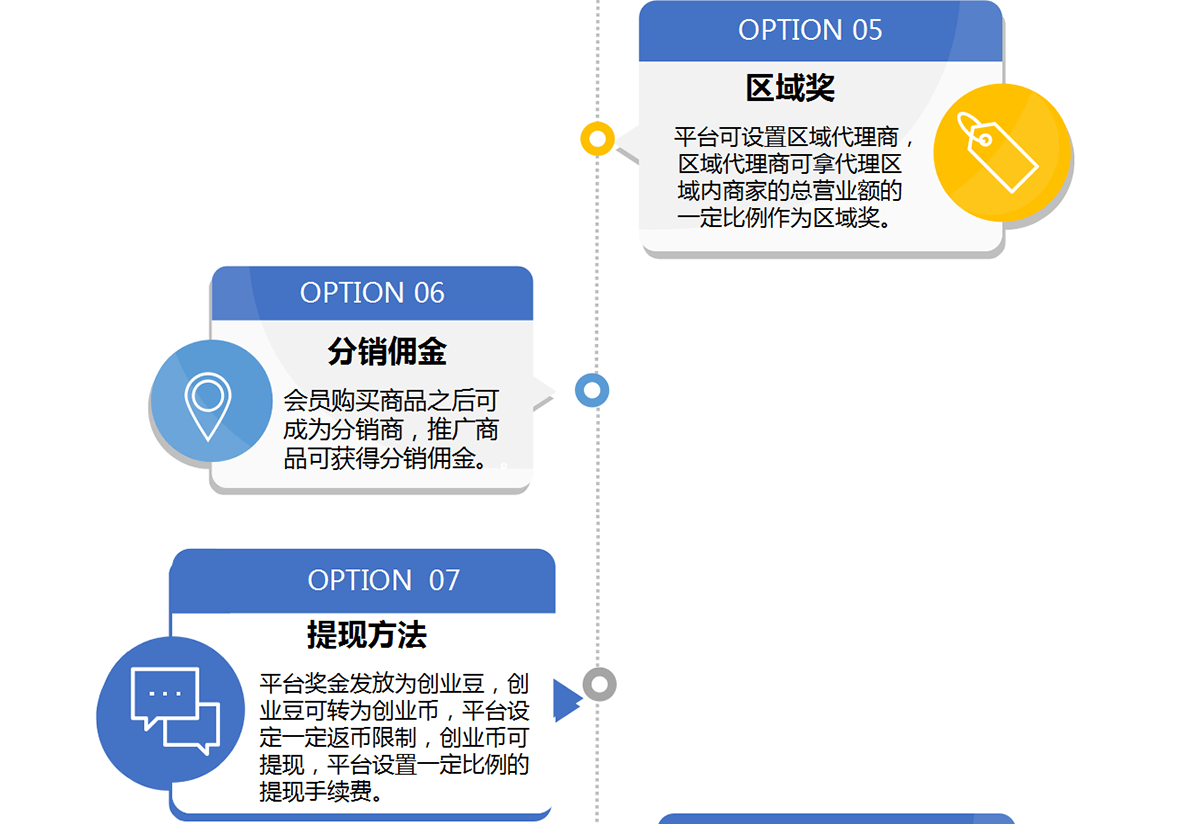 OPTION 05
区域奖
平台可设置区域代理商，
区域代理商可拿代理区
域内商家的总营业额的
一定比例作为区域奖。
OPTION 06
分销佣金
会员购买商品之后可
成为分销商，推广商
品可获得分销佣金。
OPTION 07
提现方法
平台奖金发放为创业豆，创
业豆可转为创业币，平台设
定一定返币限制，创业币可
提现，平台设置一定比例的
提现手续费。